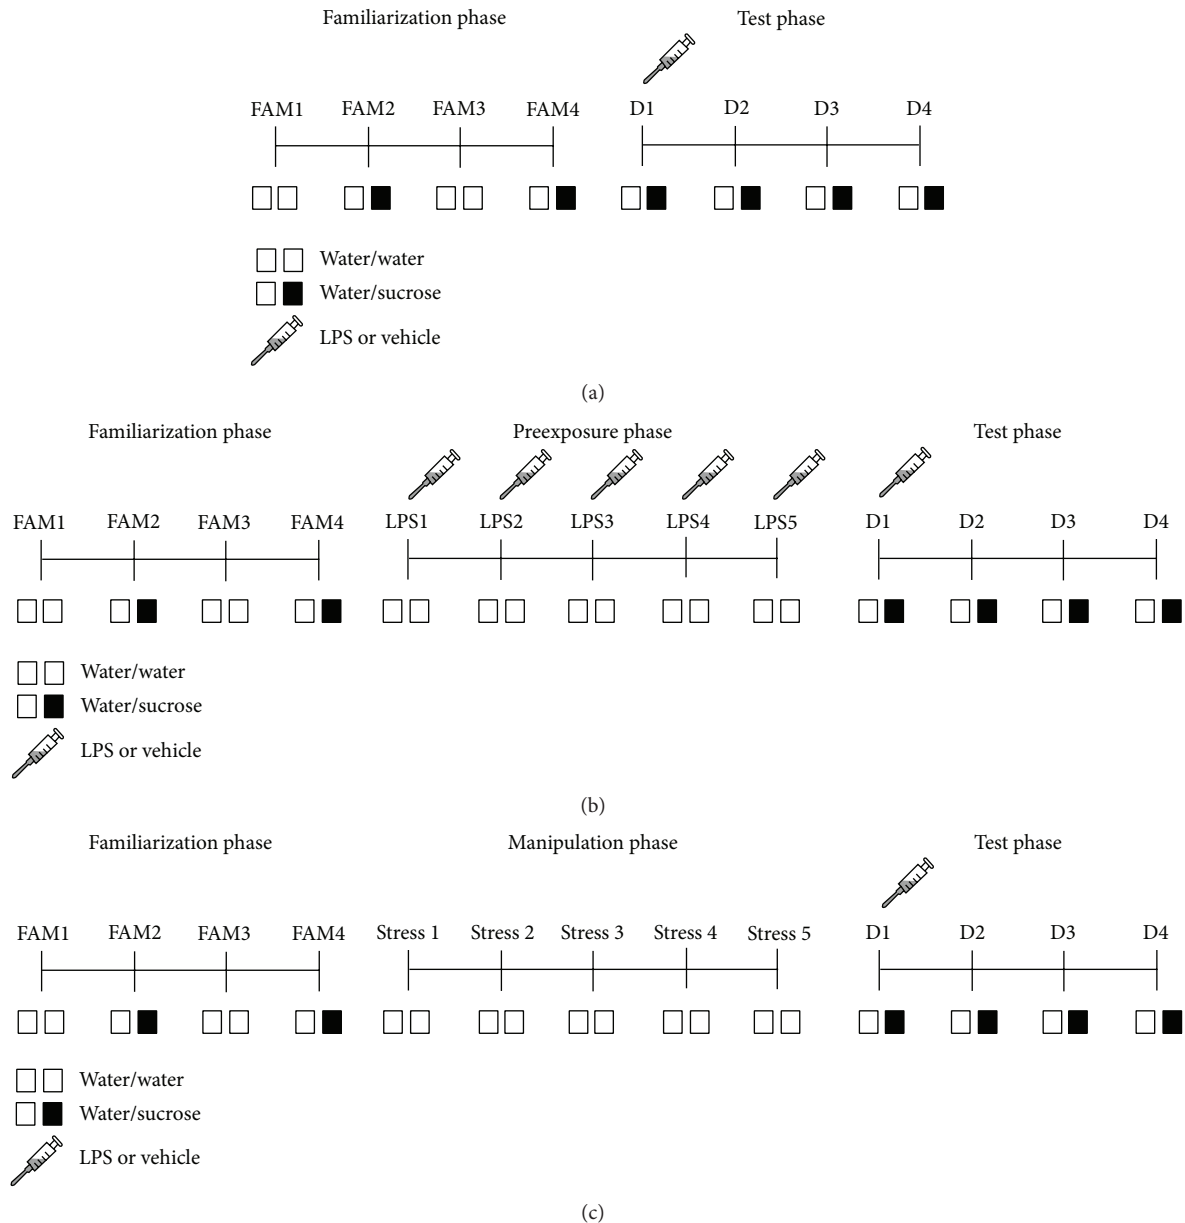 Familiarization phase Test phase
FAM1 FAM2 FAM3 FAM4 D1 D2 D3 D4
Water/water
Water/sucrose
LPS or vehicle
(a)
Familiarization phase Preexposure phase Test phase
FAM1 FAM2 FAM3 FAM4 LPS1 LPS2 LPS3 LPS4 LPS5 D1 D2 D3 D4
Water/water
Water/sucrose
LPS or vehicle
(b)
Familiarization phase Manipulation phase Test phase
FAM1 FAM2 FAM3 FAM4 Stress 1 Stress 2 Stress 3 Stress 4 Stress 5 D1 D2 D3 D4
Water/water
Water/sucrose
LPS or vehicle
(c)